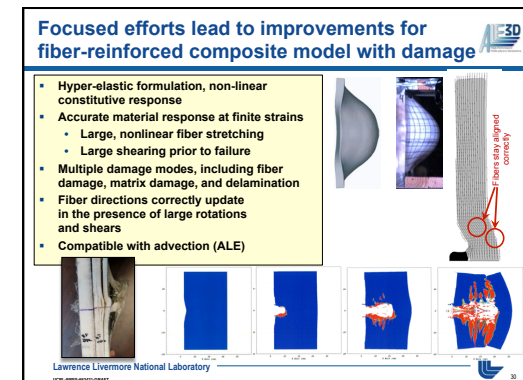 Focused efforts lead to improvements for
fiber-reinforced composite model with damage
ALE3D
Hyper-elastic formulation, non-linear
constitutive response
Accurate material response at finite strains
Large, nonlinear fiber stretching
Large shearing prior to failure
Multiple damage modes, including fiber
damage, matrix damage, and delamination
Fiber directions correctly update
in the presence of large rotations
and shears
Compatible with advection (ALE)
Fibers stay aligned
correctly
Lawrence Livermore National Laboratory
30